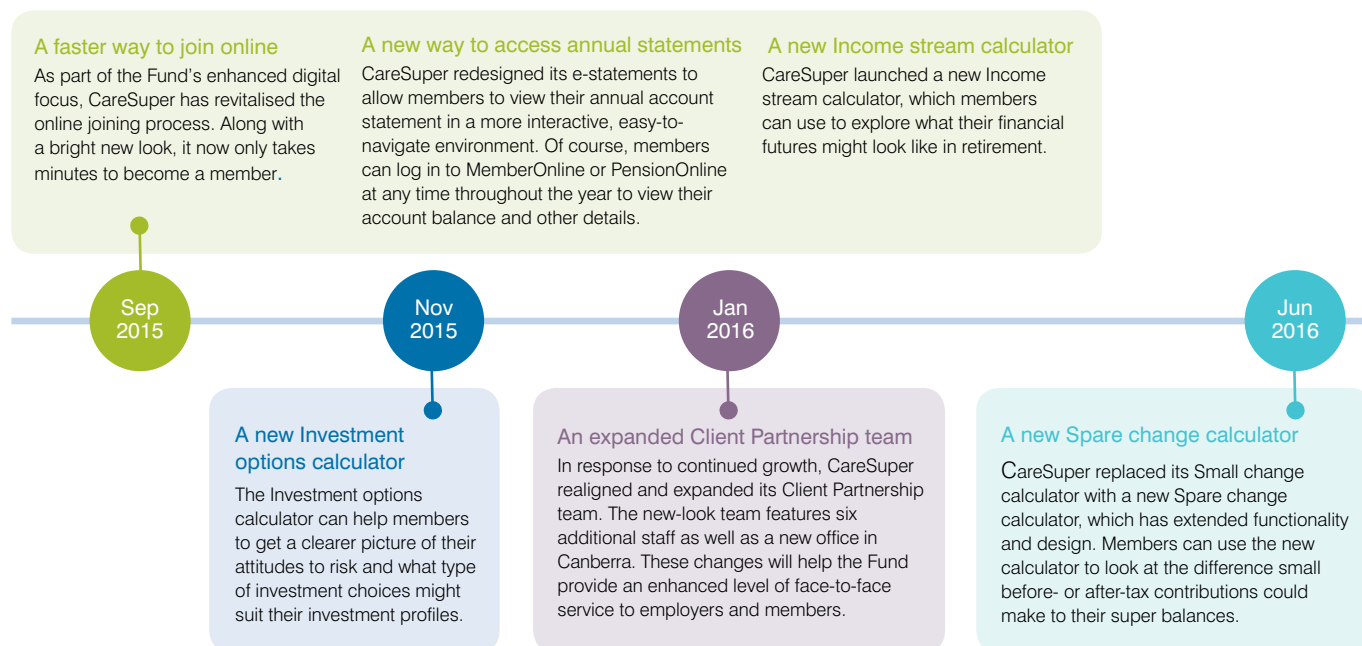 A faster way to join online
As part of the Fund's enhanced digital
focus, CareSuper has revitalised the
online joining process. Along with
a bright new look, it now only takes
minutes to become a member.
A new way to access annual statements
CareSuper redesigned its e-statements to
allow members to view their annual account
statement in a more interactive, easy-to-
navigate environment. Of course, members
can log in to MemberOnline or PensionOnline
at any time throughout the year to view their
account balance and other details.
A new Income stream calculator
CareSuper launched a new Income
stream calculator, which members
can use to explore what their financial
futures might look like in retirement.
Sep
2015
Nov
2015
Jan
2016
Jun
2016
A new Investment
options calculator
The Investment options
calculator can help members
to get a clearer picture of their
attitudes to risk and what type
of investment choices might
suit their investment profiles.
An expanded Client Partnership team
In response to continued growth, CareSuper
realigned and expanded its Client Partnership
team. The new-look team features six
additional staff as well as a new office in
Canberra. These changes will help the Fund
provide an enhanced level of face-to-face
service to employers and members.
A new Spare change calculator
CareSuper replaced its Small change
calculator with a new Spare change
calculator, which has extended functionality
and design. Members can use the new
calculator to look at the difference small
before- or after-tax contributions could
make to their super balances.